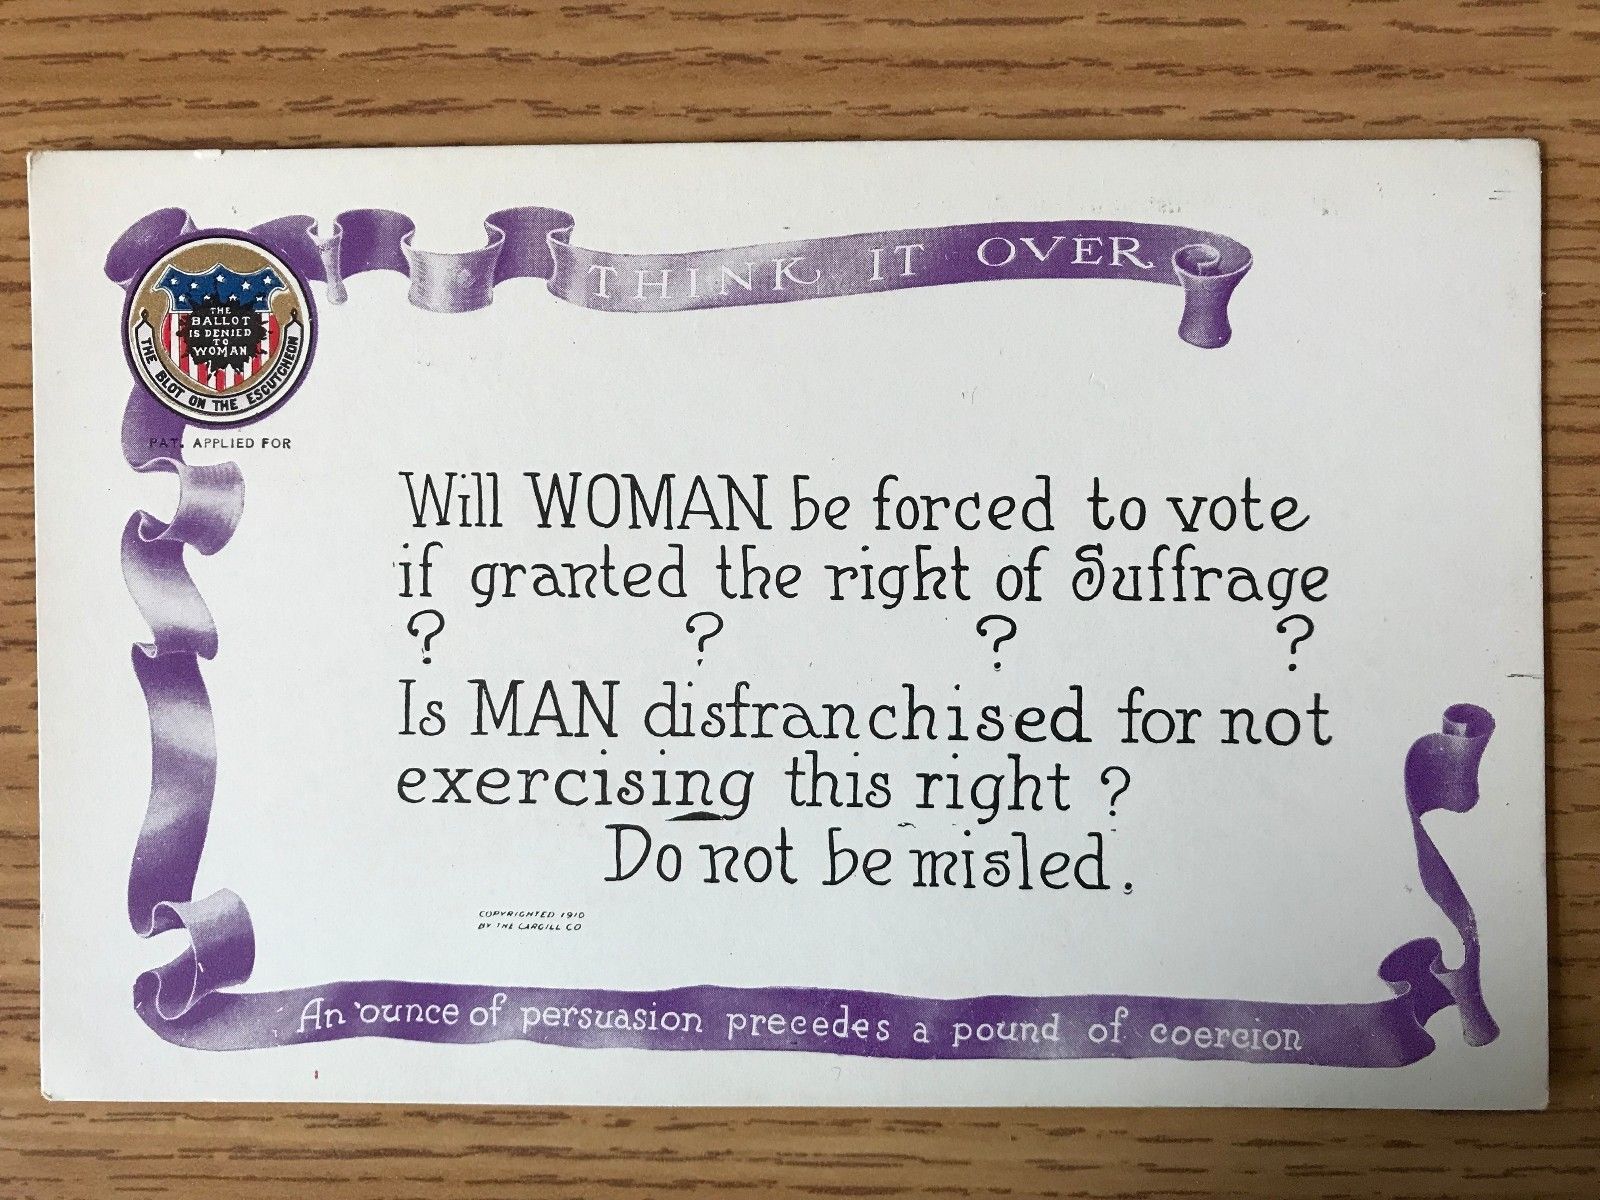 THINK IT OVER
THE
BALLOT
IS DENIED
TO
WOMAN
THE BLOT ON THE ESCUTCHEON
PAT. APPLIED FOR
Will WOMAN be forced to vote
if granted the right of Suffrage
? ? ? ?
Is MAN disfranchised for not
exercising this right ?
Do not be misled.
COPYRIGHTED 1910
BY THE CARGILL CO
An ounce of persuasion precedes a pound of coercion